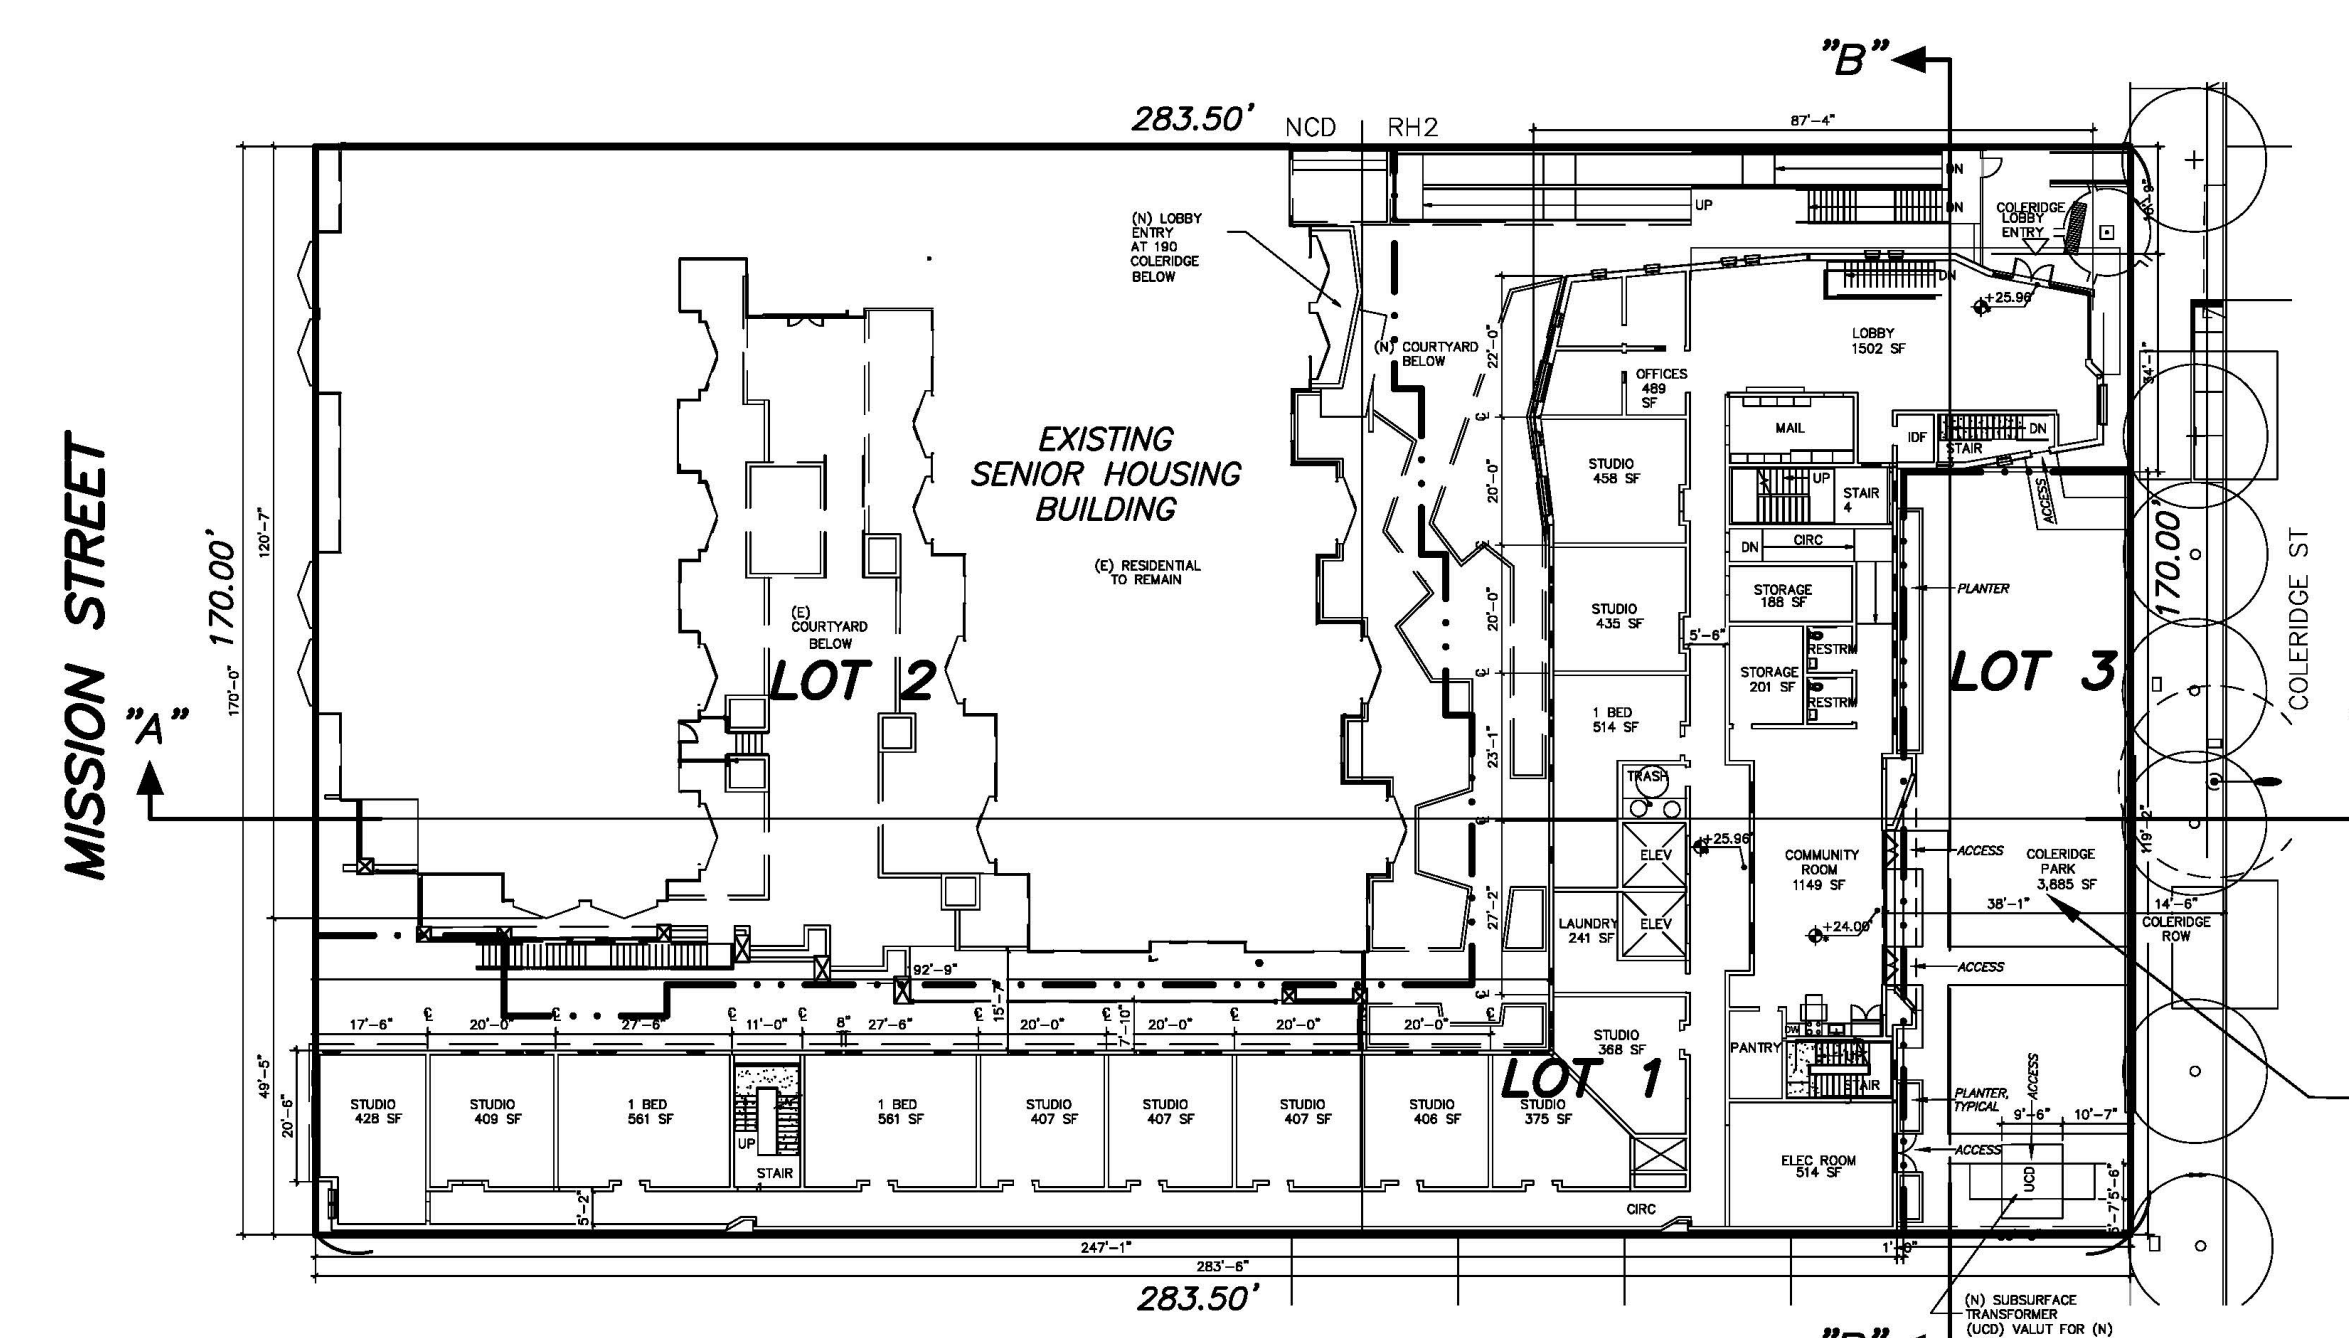 "B"
283.50'
NCD
RH2
87'-4"
DN
DN
UP
COLERIDGE
LOBBY
ENTRY
(N) LOBBY
ENTRY
AT 190
COLERIDGE
BELOW
DN
+25.96'
LOBBY
1502 SF
(N) COURTYARD
BELOW
22'-0"
34'-1"
OFFICES
489
SF
MAIL
IDF
DN
STAIR
EXISTING
SENIOR HOUSING
BUILDING
STUDIO
458 SF
20'-0"
UP
STAIR
4
ACCESS
MISSION STREET
170.00'
120'-7"
170'-0"
DN
CIRC
170.00'
COLERIDGE ST
(E) RESIDENTIAL
TO REMAIN
STORAGE
188 SF
PLANTER
(E)
COURTYARD
BELOW
STUDIO
435 SF
20'-0"
5'-6"
RESTRM
LOT 2
LOT 3
STORAGE
201 SF
RESTRM
"A"
1 BED
514 SF
23'-1"
TRASH
119'-2"
ELEV
+25.96'
COMMUNITY
ROOM
1149 SF
ACCESS
COLERIDGE
PARK
3,885 SF
27'-2"
38'-1"
14'-6"
LAUNDRY
241 SF
ELEV
+24.00'
COLERIDGE
ROW
ACCESS
92'-9"
15'-7"
7'-10"
17'-6"
20'-0"
27'-6"
11'-0"
8"
27'-6"
20'-0"
20'-0"
20'-0"
20'-0"
STUDIO
368 SF
DW
PANTRY
STAIR
49'-5"
20'-6"
LOT 1
STUDIO
428 SF
STUDIO
409 SF
1 BED
561 SF
UP
STAIR
1 BED
561 SF
STUDIO
407 SF
STUDIO
407 SF
STUDIO
407 SF
STUDIO
406 SF
STUDIO
375 SF
PLANTER,
TYPICAL
ACCESS
9'-6"
10'-7"
ACCESS
ELEC ROOM
514 SF
UCD
5'-6"
5'-2"
CIRC
247'-1"
283'-6"
283.50'
(N) SUBSURFACE
TRANSFORMER
(UCD) VALUT FOR (N)